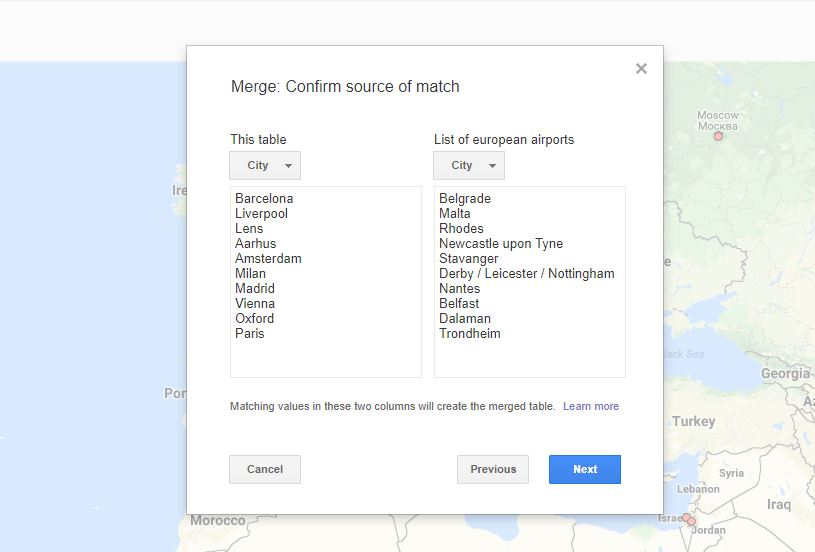 Merge: Confirm source of match
This table
City
Barcelona
Liverpool
Lens
Aarhus
Amsterdam
Milan
Madrid
Vienna
Oxford
Paris
List of european airports
City
Belgrade
Malta
Rhodes
Newcastle upon Tyne
Stavanger
Derby / Leicester / Nottingham
Nantes
Belfast
Dalaman
Trondheim
Matching values in these two columns will create the merged table. Learn more
Cancel
Previous
Next
Moscow
Москва
Ire
e
lack Sea
Georgia
Por
A
Turkey
Syria
Lebanon
Israe
Iraq
Jordan
Morocco